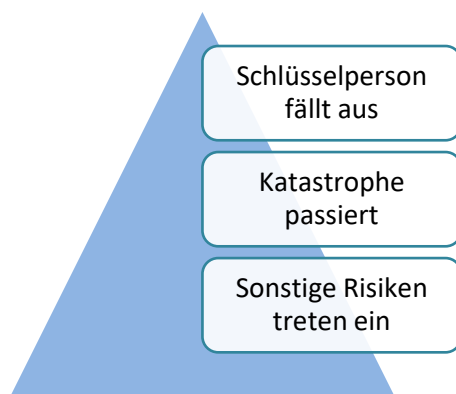 Schlüsselperson
fällt aus
Katastrophe
passiert
Sonstige Risiken
treten ein